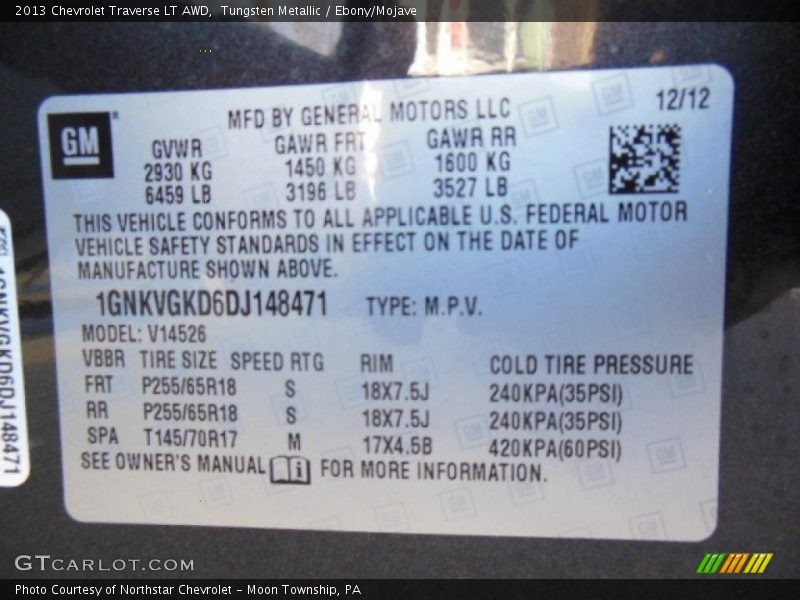 2013 Chevrolet Traverse LT AWD,  Tungsten Metallic / Ebony/Mojave
GM
MFD BY GENERAL MOTORS LLC
12/12
GVWR GAWR FRT GAWR RR
2930 KG 1450 KG 1600 KG
6459 LB 3196 LB 3527 LB
THIS VEHICLE CONFORMS TO ALL APPLICABLE U.S. FEDERAL MOTOR
VEHICLE SAFETY STANDARDS IN EFFECT ON THE DATE OF
MANUFACTURE SHOWN ABOVE.
1GNKVGKD6DJ148471 TYPE: M.P.V.
MODEL: V14526
VBBR TIRE SIZE SPEED RTG RIM COLD TIRE PRESSURE
FRT P255/65R18 S 18X7.5J 240KPA(35PSI)
RR P255/65R18 S 18X7.5J 240KPA(35PSI)
SPA T145/70R17 M 17X4.5B 420KPA(60PSI)
SEE OWNER'S MANUAL FOR MORE INFORMATION.
1GNKVGKD6DJ148471
GTCARLOT.COM
Photo Courtesy of Northstar Chevrolet – Moon Township, PA